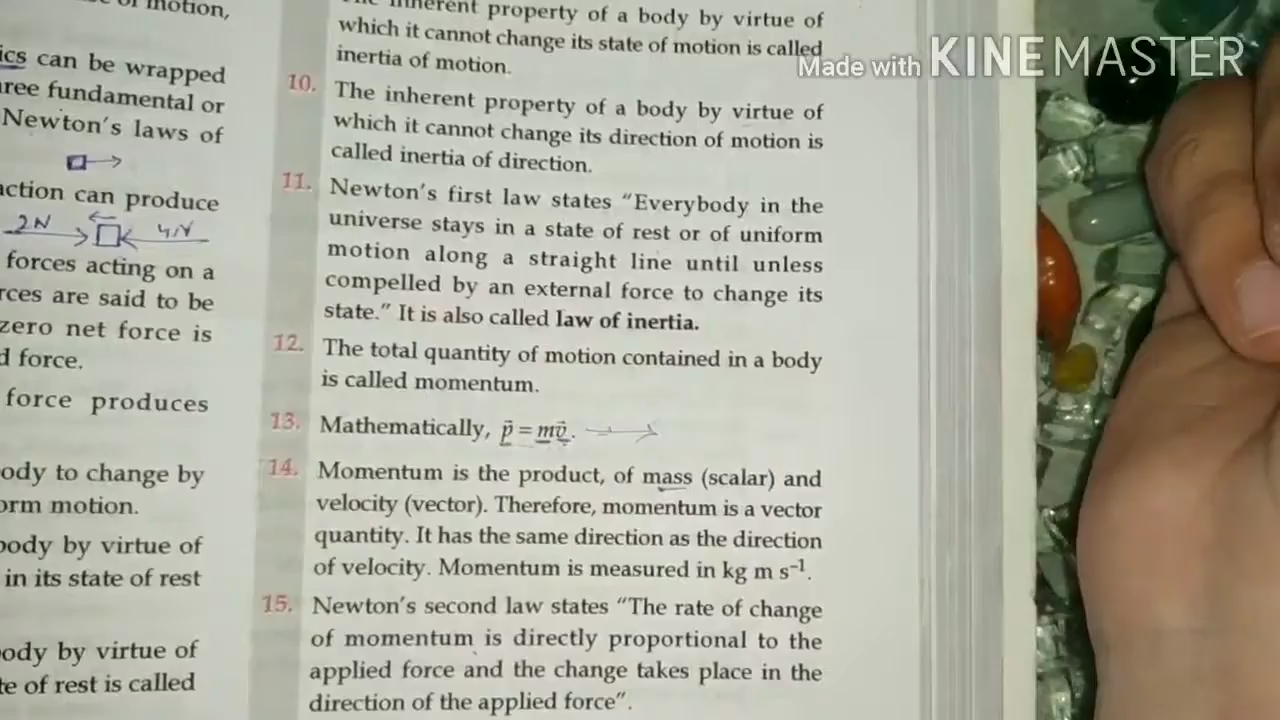 motion,
ics can be wrapped
three fundamental or
Newton's laws of
action can produce
2N 4N
forces acting on a
rces are said to be
zero net force is
d force.
force produces
ody to change by
orm motion.
body by virtue of
in its state of rest
ody by virtue of
te of rest is called
inherent property of a body by virtue of
which it cannot change its state of motion is called
inertia of motion.
10. The inherent property of a body by virtue of
which it cannot change its direction of motion is
called inertia of direction.
11. Newton's first law states “Everybody in the
universe stays in a state of rest or of uniform
motion along a straight line until unless
compelled by an external force to change its
state.” It is also called law of inertia.
12. The total quantity of motion contained in a body
is called momentum.
13. Mathematically, p⃗ = mv⃗.
14. Momentum is the product, of mass (scalar) and
velocity (vector). Therefore, momentum is a vector
quantity. It has the same direction as the direction
of velocity. Momentum is measured in kg m s⁻¹.
15. Newton's second law states “The rate of change
of momentum is directly proportional to the
applied force and the change takes place in the
direction of the applied force”.
Made with KINEMASTER